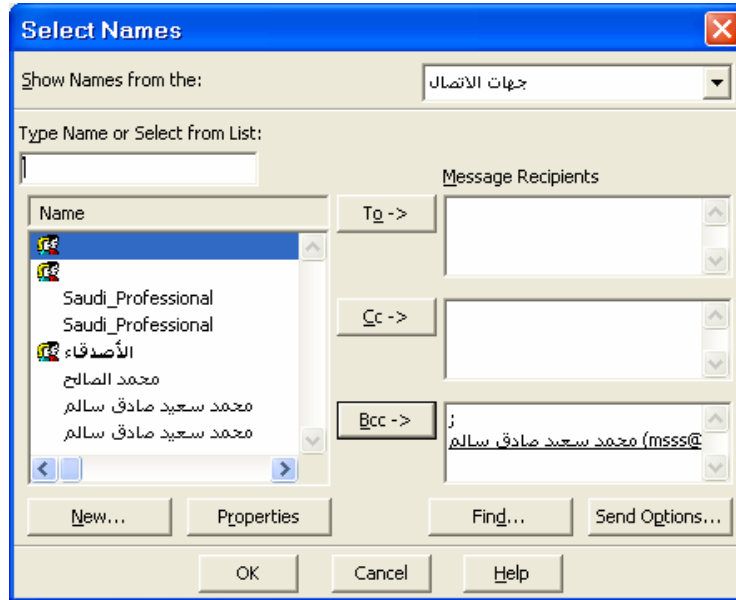 Select Names
Show Names from the:
جهات الاتصال
Type Name or Select from List:
Message Recipients
Name
To ->
Saudi_Professional
Saudi_Professional
الأصدقاء
محمد الصالح
محمد سعيد صادق سالم
محمد سعيد صادق سالم
Cc ->
Bcc ->
;
محمد سعيد صادق سالم (msss@
New...
Properties
Find...
Send Options...
OK
Cancel
Help